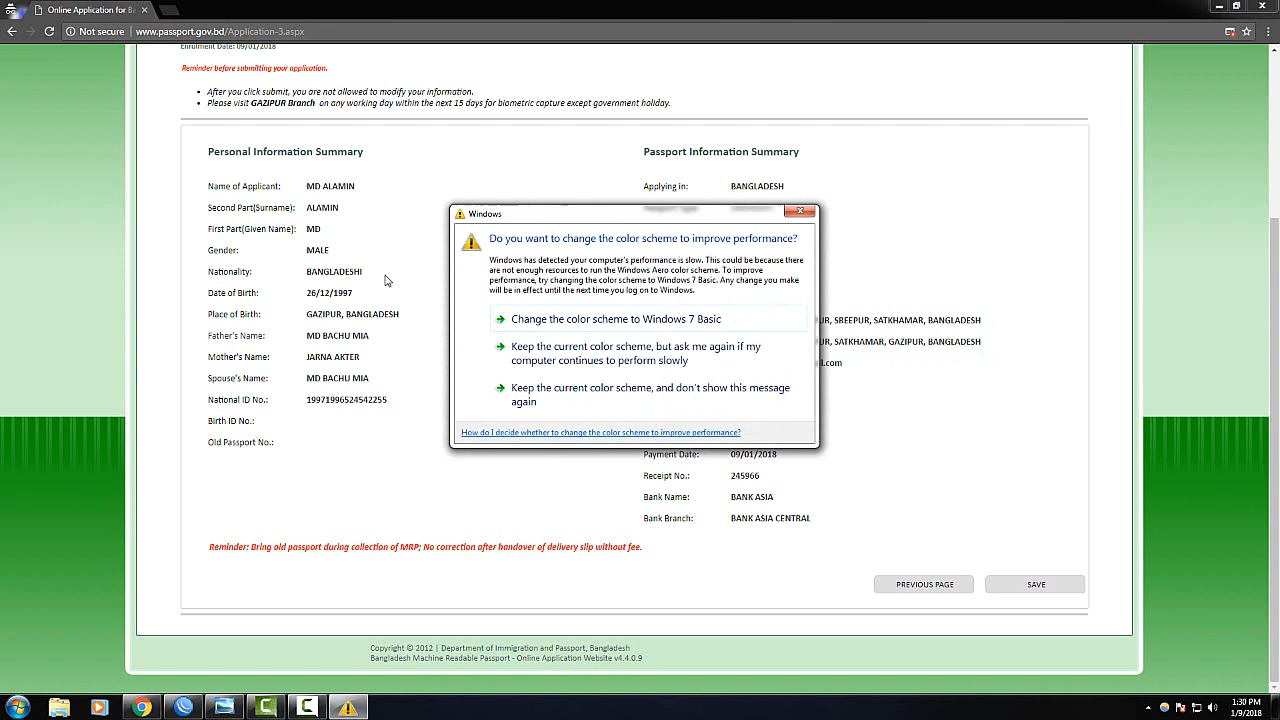 Online Application for Ba
Not secure | www.passport.gov.bd/Application-3.aspx
Enrolment Date: 09/01/2018
Reminder before submitting your application.
• After you click submit, you are not allowed to modify your information.
• Please visit GAZIPUR Branch on any working day within the next 15 days for biometric capture except government holiday.
Personal Information Summary
Name of Applicant: MD ALAMIN
Second Part(Surname): ALAMIN
First Part(Given Name): MD
Gender: MALE
Nationality: BANGLADESHI
Date of Birth: 26/12/1997
Place of Birth: GAZIPUR, BANGLADESH
Father's Name: MD BACHU MIA
Mother's Name: JARNA AKTER
Spouse's Name: MD BACHU MIA
National ID No.: 19971996524542255
Birth ID No.:
Old Passport No.:
Passport Information Summary
Applying in: BANGLADESH
Windows
Do you want to change the color scheme to improve performance?
Windows has detected your computer's performance is slow. This could be because there
are not enough resources to run the Windows Aero color scheme. To improve
performance, try changing the color scheme to Windows 7 Basic. Any change you make
will be in effect until the next time you log on to Windows.
Change the color scheme to Windows 7 Basic
Keep the current color scheme, but ask me again if my
computer continues to perform slowly
Keep the current color scheme, and don't show this message
again
How do I decide whether to change the color scheme to improve performance?
UR, SREEPUR, SATKHAMAR, BANGLADESH
UR, SATKHAMAR, GAZIPUR, BANGLADESH
l.com
Payment Date: 09/01/2018
Receipt No.: 245966
Bank Name: BANK ASIA
Bank Branch: BANK ASIA CENTRAL
Reminder: Bring old passport during collection of MRP; No correction after handover of delivery slip without fee.
PREVIOUS PAGE
SAVE
Copyright © 2012 | Department of Immigration and Passport, Bangladesh
Bangladesh Machine Readable Passport - Online Application Website v4.4.0.9
1:30 PM
1/9/2018